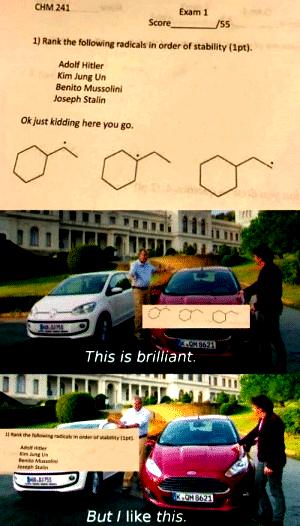 CHM 241
Exam 1
Score /55
1) Rank the following radicals in order of stability (1pt).
Adolf Hitler
Kim Jung Un
Benito Mussolini
Joseph Stalin
Ok just kidding here you go.
K QM 8621
This is brilliant.
1) Rank the following radicals in order of stability (1pt).
Adolf Hitler
Kim Jung Un
Benito Mussolini
Joseph Stalin
K QM 8621
But I like this.